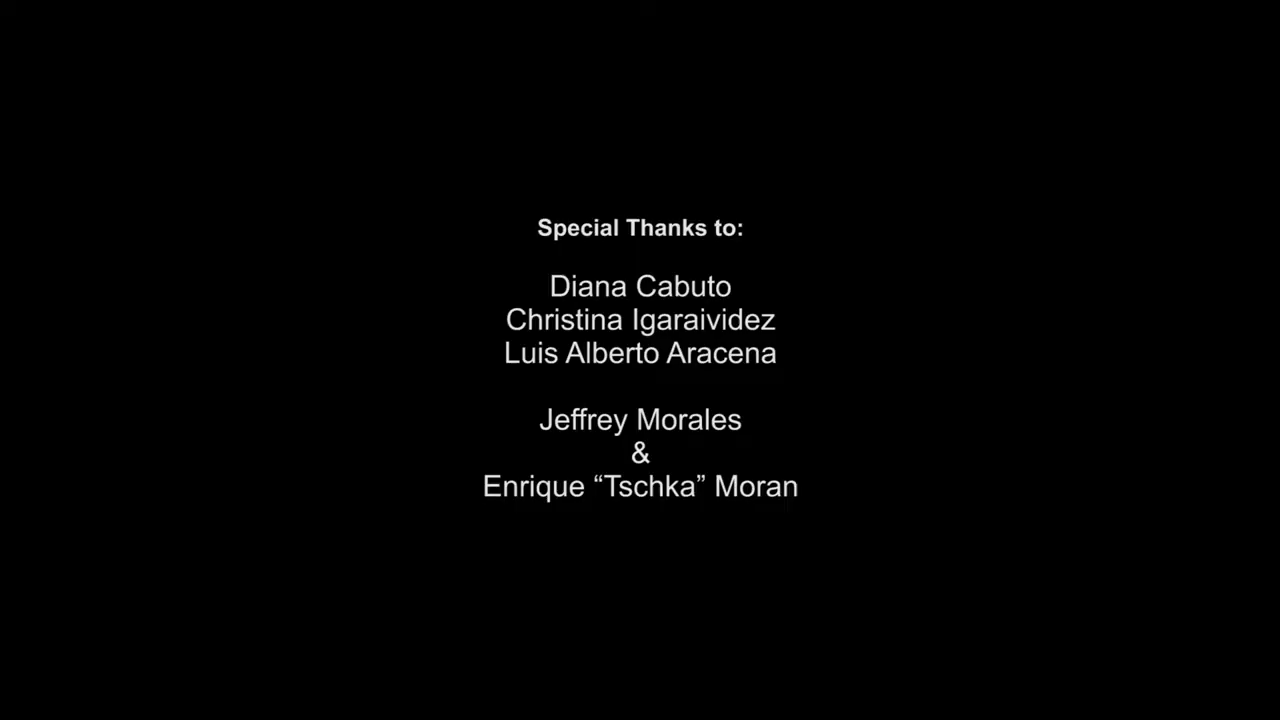 Special Thanks to:
Diana Cabuto
Christina Igaraividez
Luis Alberto Aracena
Jeffrey Morales
&
Enrique “Tschka” Moran